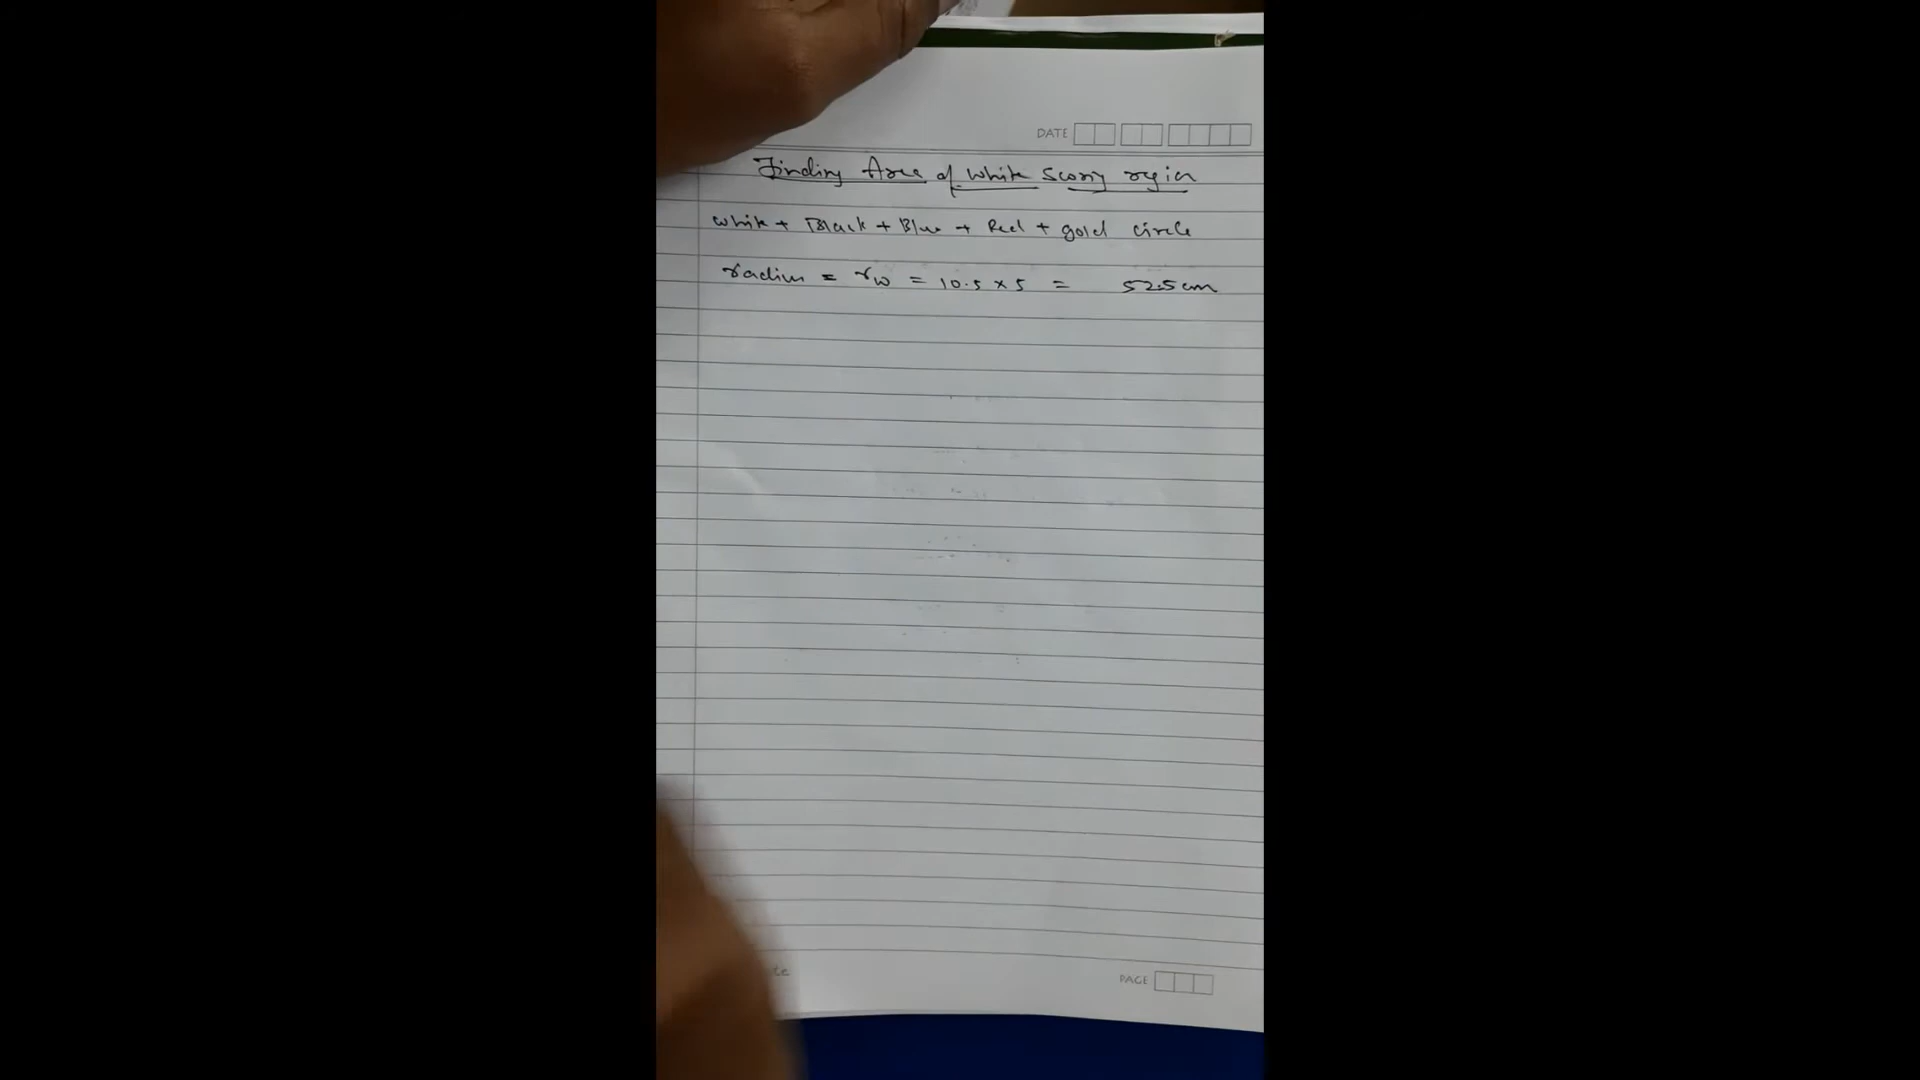 DATE
Finding Area of White Scorng region
White + Black + Blue + Red + gold circle
radius = rw = 10.5 × 5 = 52.5 cm
PAGE